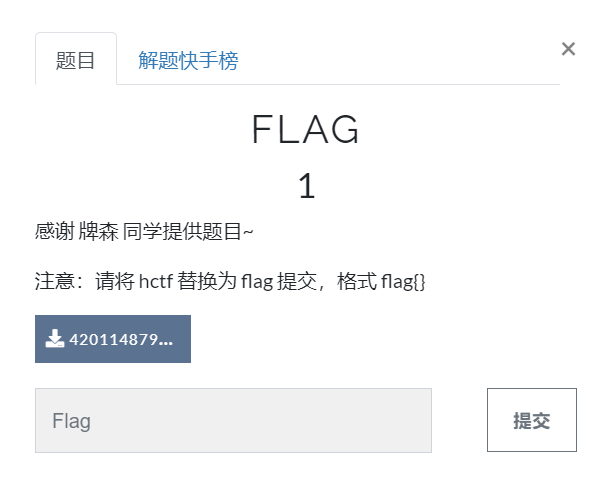 题目 解题快手榜 ×
FLAG
1
感谢 牌森 同学提供题目~
注意：请将 hctf 替换为 flag 提交，格式 flag{}
420114879...
Flag 提交